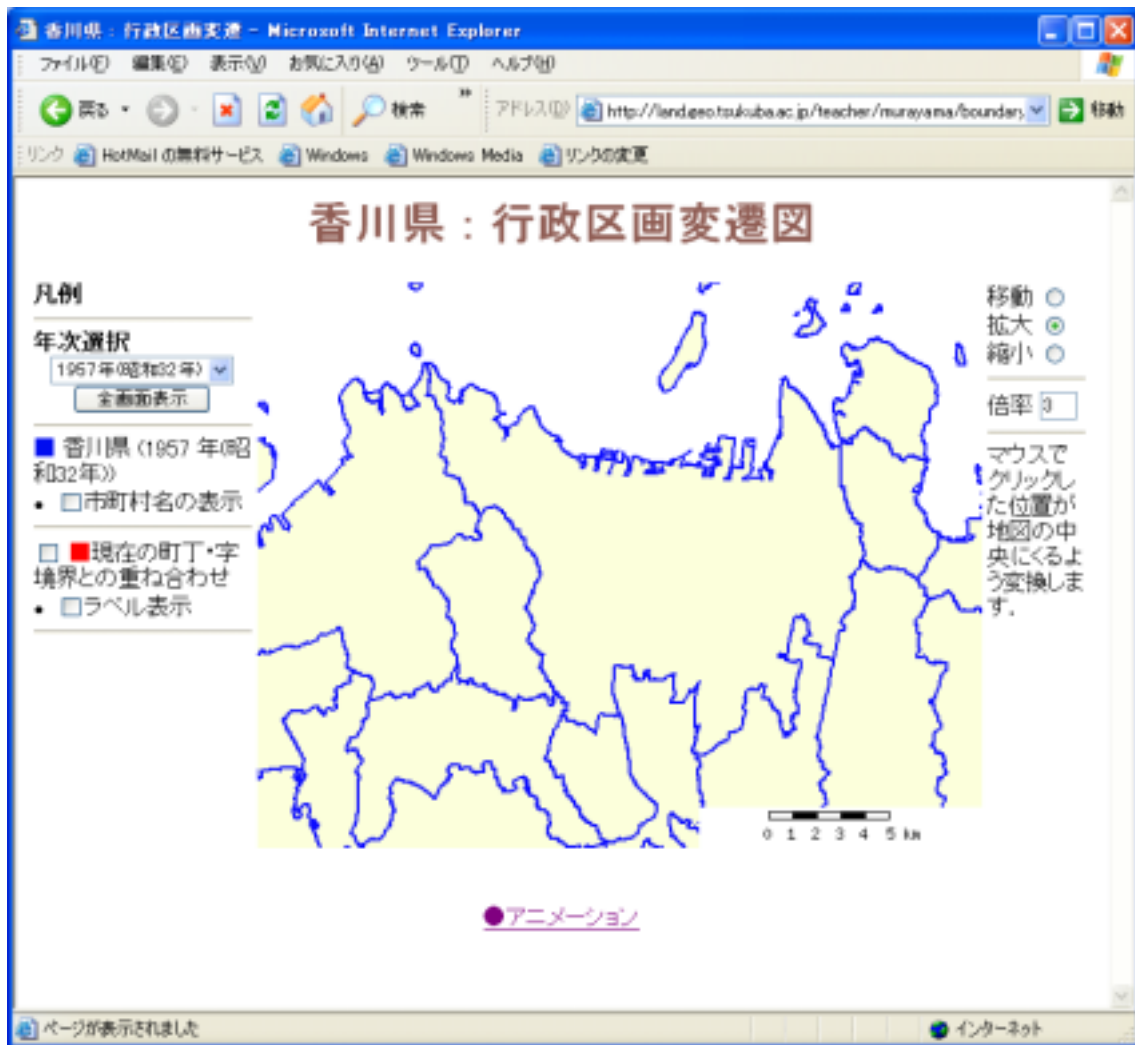 香川県：行政区画変遷 - Microsoft Internet Explorer
ファイル(F) 編集(E) 表示(V) お気に入り(A) ツール(T) ヘルプ(H)
戻る 検索 » アドレス(D) http://land.geo.tsukuba.ac.jp/teacher/murayama/boundary 移動
リンク HotMail の無料サービス Windows Windows Media リンクの変更
香川県：行政区画変遷図
凡例
年次選択
1957年(昭和32年)
全画面表示
香川県 (1957 年(昭
和32年))
• 市町村名の表示
現在の町丁・字
境界との重ね合わせ
• ラベル表示
移動
拡大
縮小
倍率 3
マウスで
クリックし
た位置が
地図の中
央にくるよ
う変換しま
す.
0 1 2 3 4 5 km
●アニメーション
ページが表示されました インターネット